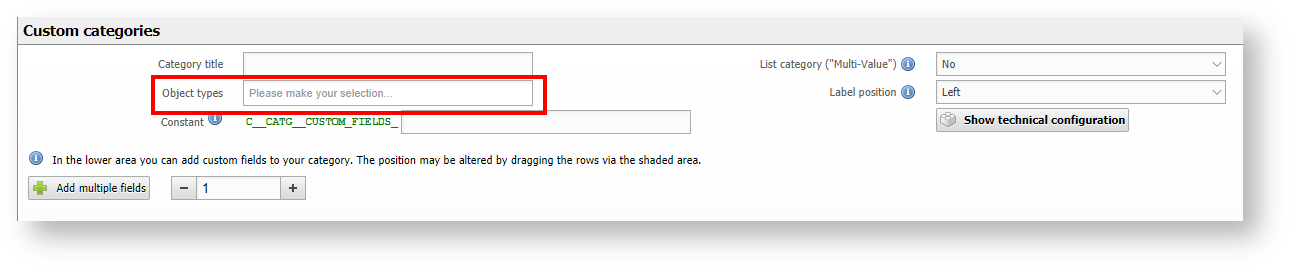 Custom categories
Category title
List category ("Multi-Value") No
Object types Please make your selection...
Label position Left
Constant C__CATG__CUSTOM_FIELDS_
Show technical configuration
In the lower area you can add custom fields to your category. The position may be altered by dragging the rows via the shaded area.
Add multiple fields − 1 +